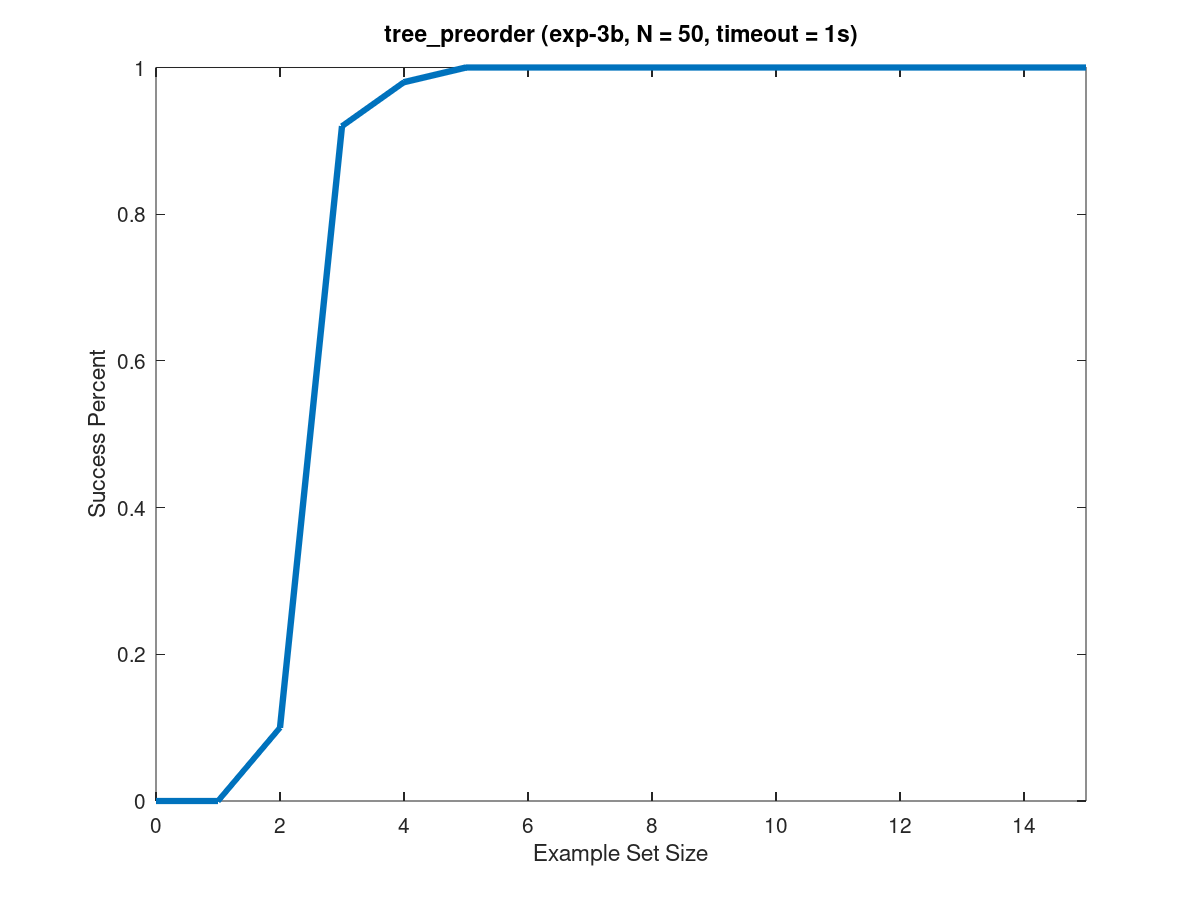 tree_preorder (exp-3b, N = 50, timeout = 1s)
1
0.8
0.6
0.4
0.2
0
Success Percent
0 2 4 6 8 10 12 14
Example Set Size